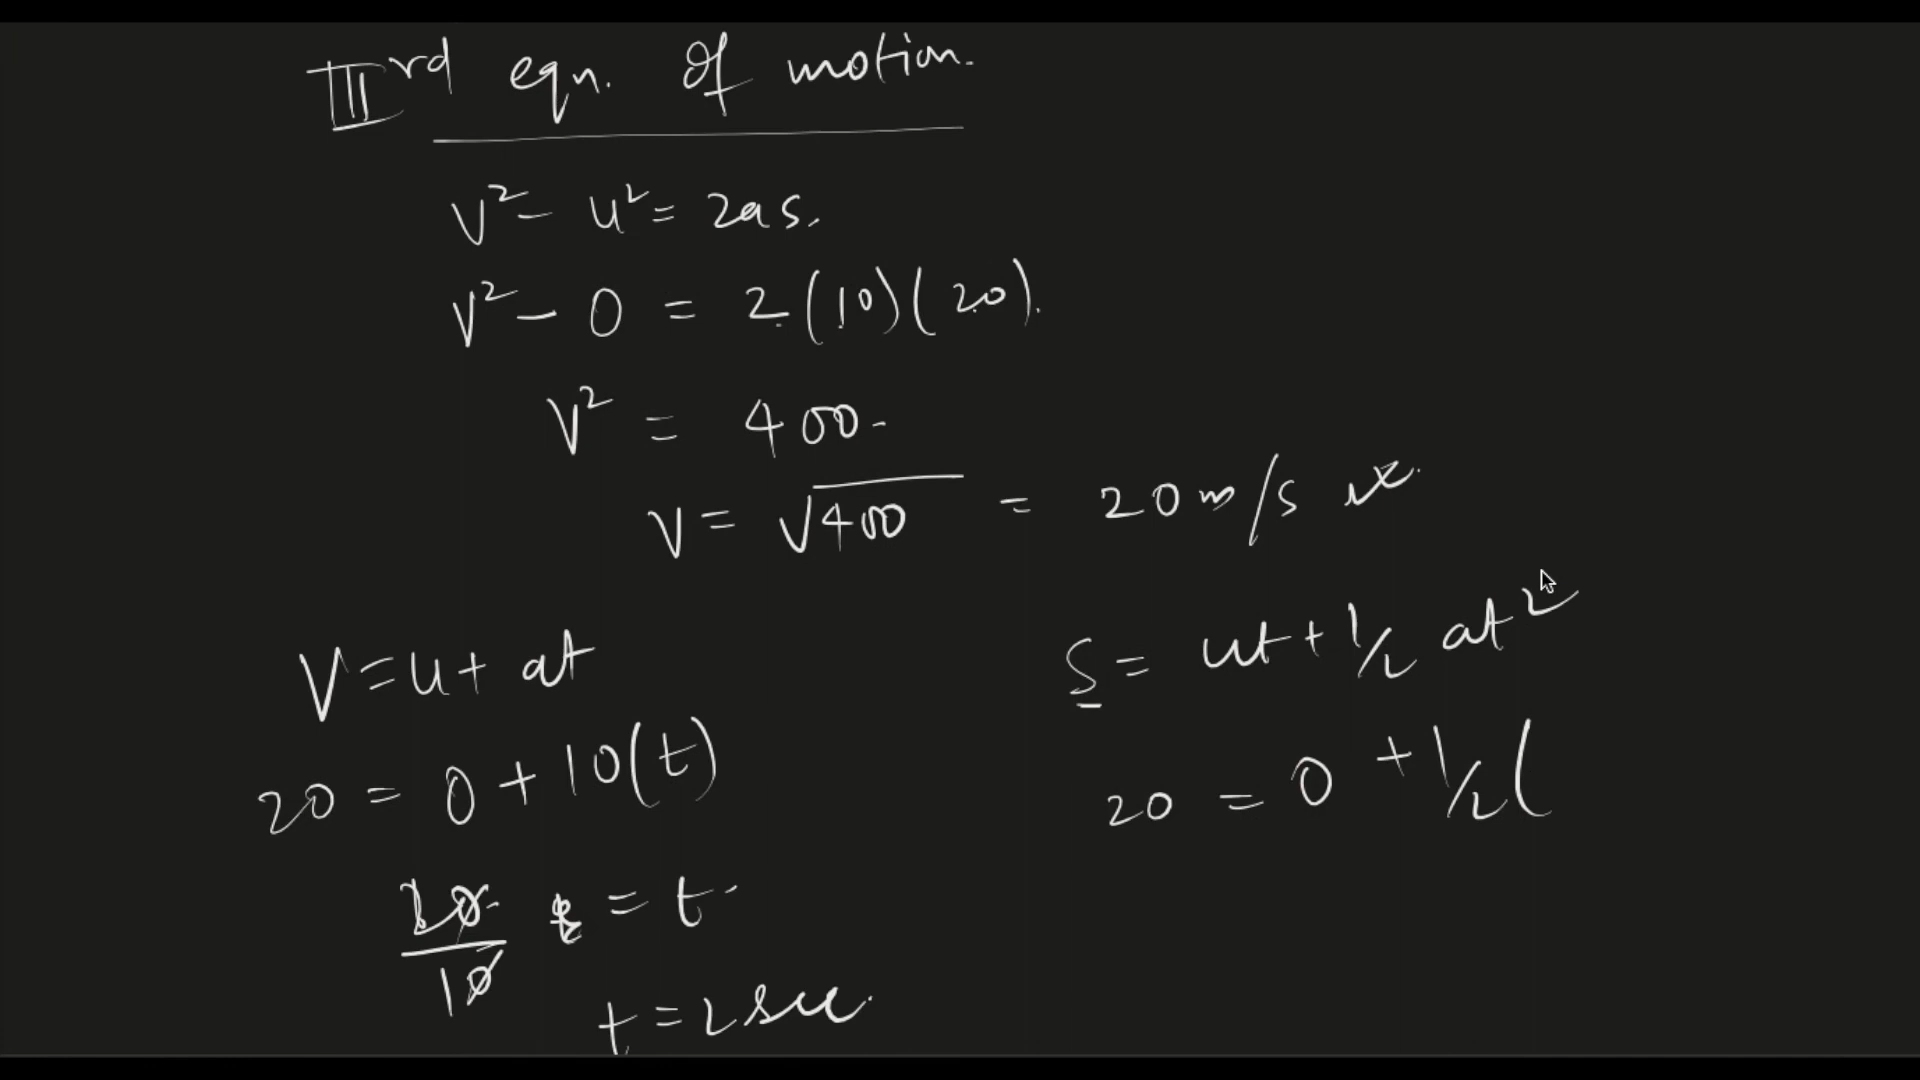 IIIrd eqn. of motion.
v² - u² = 2as.
v² - 0 = 2(10)(20).
v² = 400.
v = √400 = 20 m/s
V = u + at
20 = 0 + 10(t)
20/10 = t.
t = 2 sec.
S = ut + 1/2 at²
20 = 0 + 1/2 (